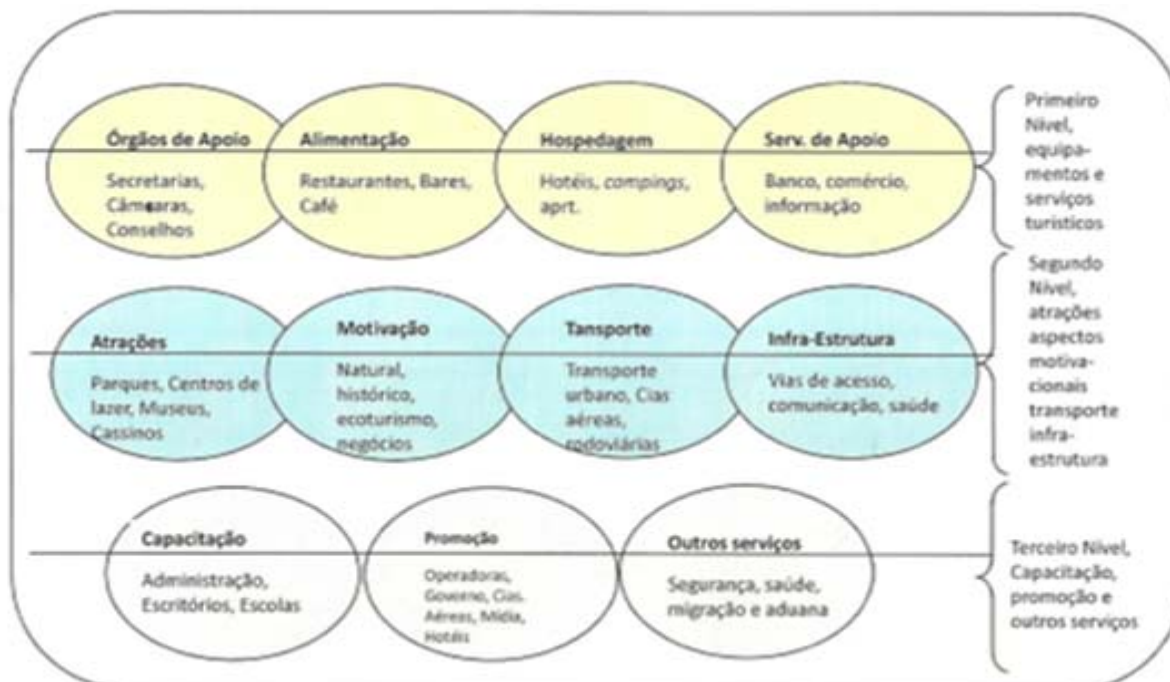 Órgãos de Apoio
Secretarias,
Câmearas,
Conselhos
Alimentação
Restaurantes, Bares,
Café
Hospedagem
Hotéis, campings,
aprt.
Serv. de Apoio
Banco, comércio,
informação
Primeiro
Nível,
equipa-
mentos e
serviços
turisticos
Atrações
Parques, Centros de
lazer, Museus,
Cassinos
Motivação
Natural,
histórico,
ecoturismo,
negócios
Tansporte
Transporte
urbano, Cias
aéreas,
rodoviárias
Infra-Estrutura
Vias de acesso,
comunicação, saúde
Segundo
Nível,
atrações
aspectos
motiva-
cionais
transporte
infra-
estrutura
Capacitação
Administração,
Escritórios, Escolas
Promoção
Operadoras,
Governo, Cias.
Aéreas, Mídia,
Hotéis
Outros serviços
Segurança, saúde,
migração e aduana
Terceiro Nível,
Capacitação,
promoção e
outros serviços